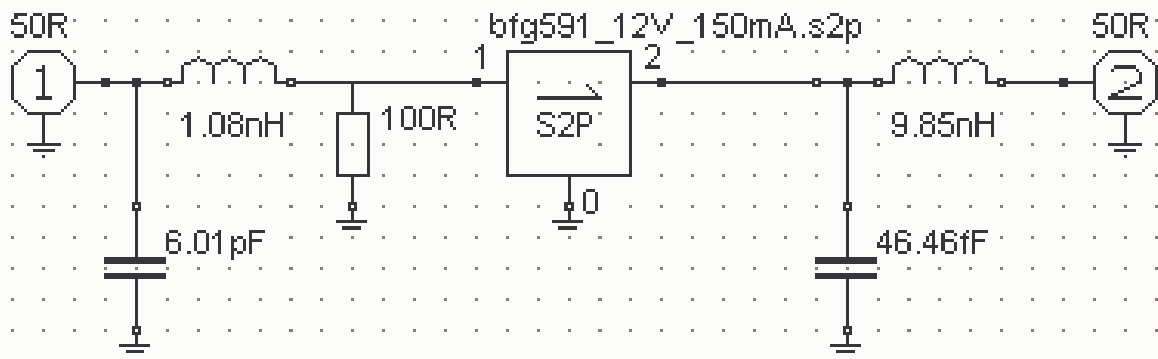 50R
bfg591_12V_150mA.s2p
50R
1
1
2
2
1.08nH
100R
S2P
9.85nH
0
6.01pF
46.46fF